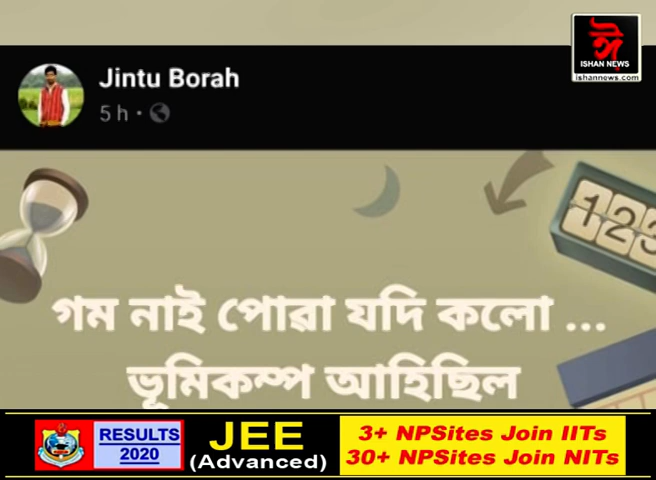 ঈ
ISHAN NEWS
ishannews.com
Jintu Borah
5 h ·
123
গম নাই পোৱা যদি কলো ...
ভূমিকম্প আহিছিল
RESULTS
2020
JEE
(Advanced)
3+ NPSites Join IITs
30+ NPSites Join NITs